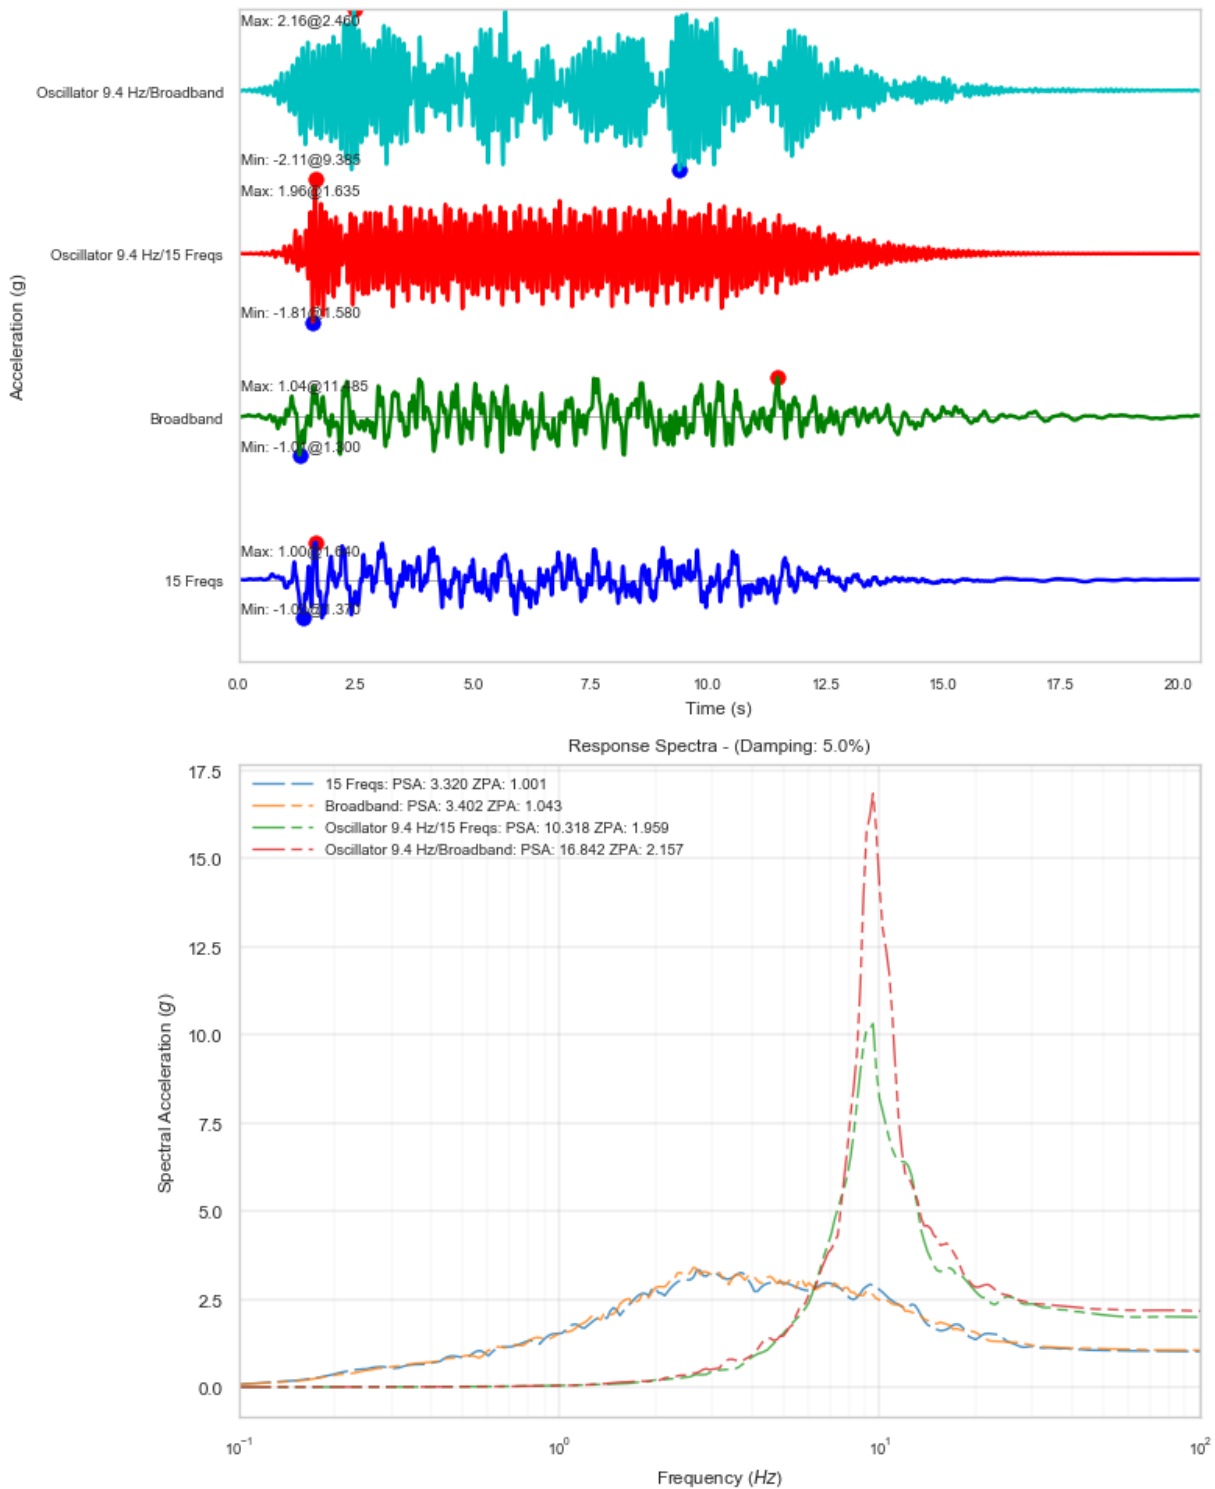 Max: 2.16@2.460
Oscillator 9.4 Hz/Broadband
Min: -2.11@9.385
Max: 1.96@1.635
Oscillator 9.4 Hz/15 Freqs
Min: -1.81@1.580
Acceleration (g)
Max: 1.04@11.485
Broadband
Min: @1.300
Max: 1.00@1.640
15 Freqs
Min:
0.0 2.5 5.0 7.5 10.0 12.5 15.0 17.5 20.0
Time (s)
Response Spectra - (Damping: 5.0%)
17.5
15 Freqs: PSA: 3.320 ZPA: 1.001
Broadband: PSA: 3.402 ZPA: 1.043
Oscillator 9.4 Hz/15 Freqs: PSA: 10.318 ZPA: 1.959
Oscillator 9.4 Hz/Broadband: PSA: 16.842 ZPA: 2.157
15.0
12.5
10.0
Spectral Acceleration (g)
7.5
5.0
2.5
0.0
10⁻¹ 10⁰ 10¹ 10²
Frequency (Hz)